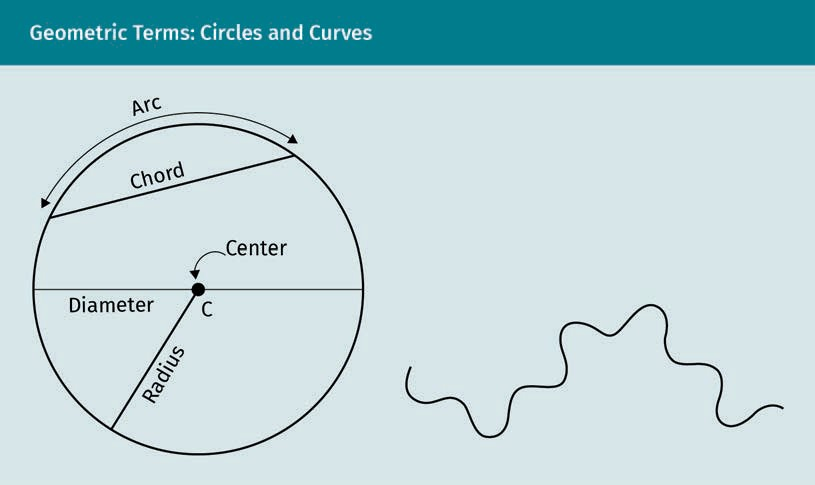 Geometric Terms: Circles and Curves
Arc
Chord
Center
Diameter
C
Radius